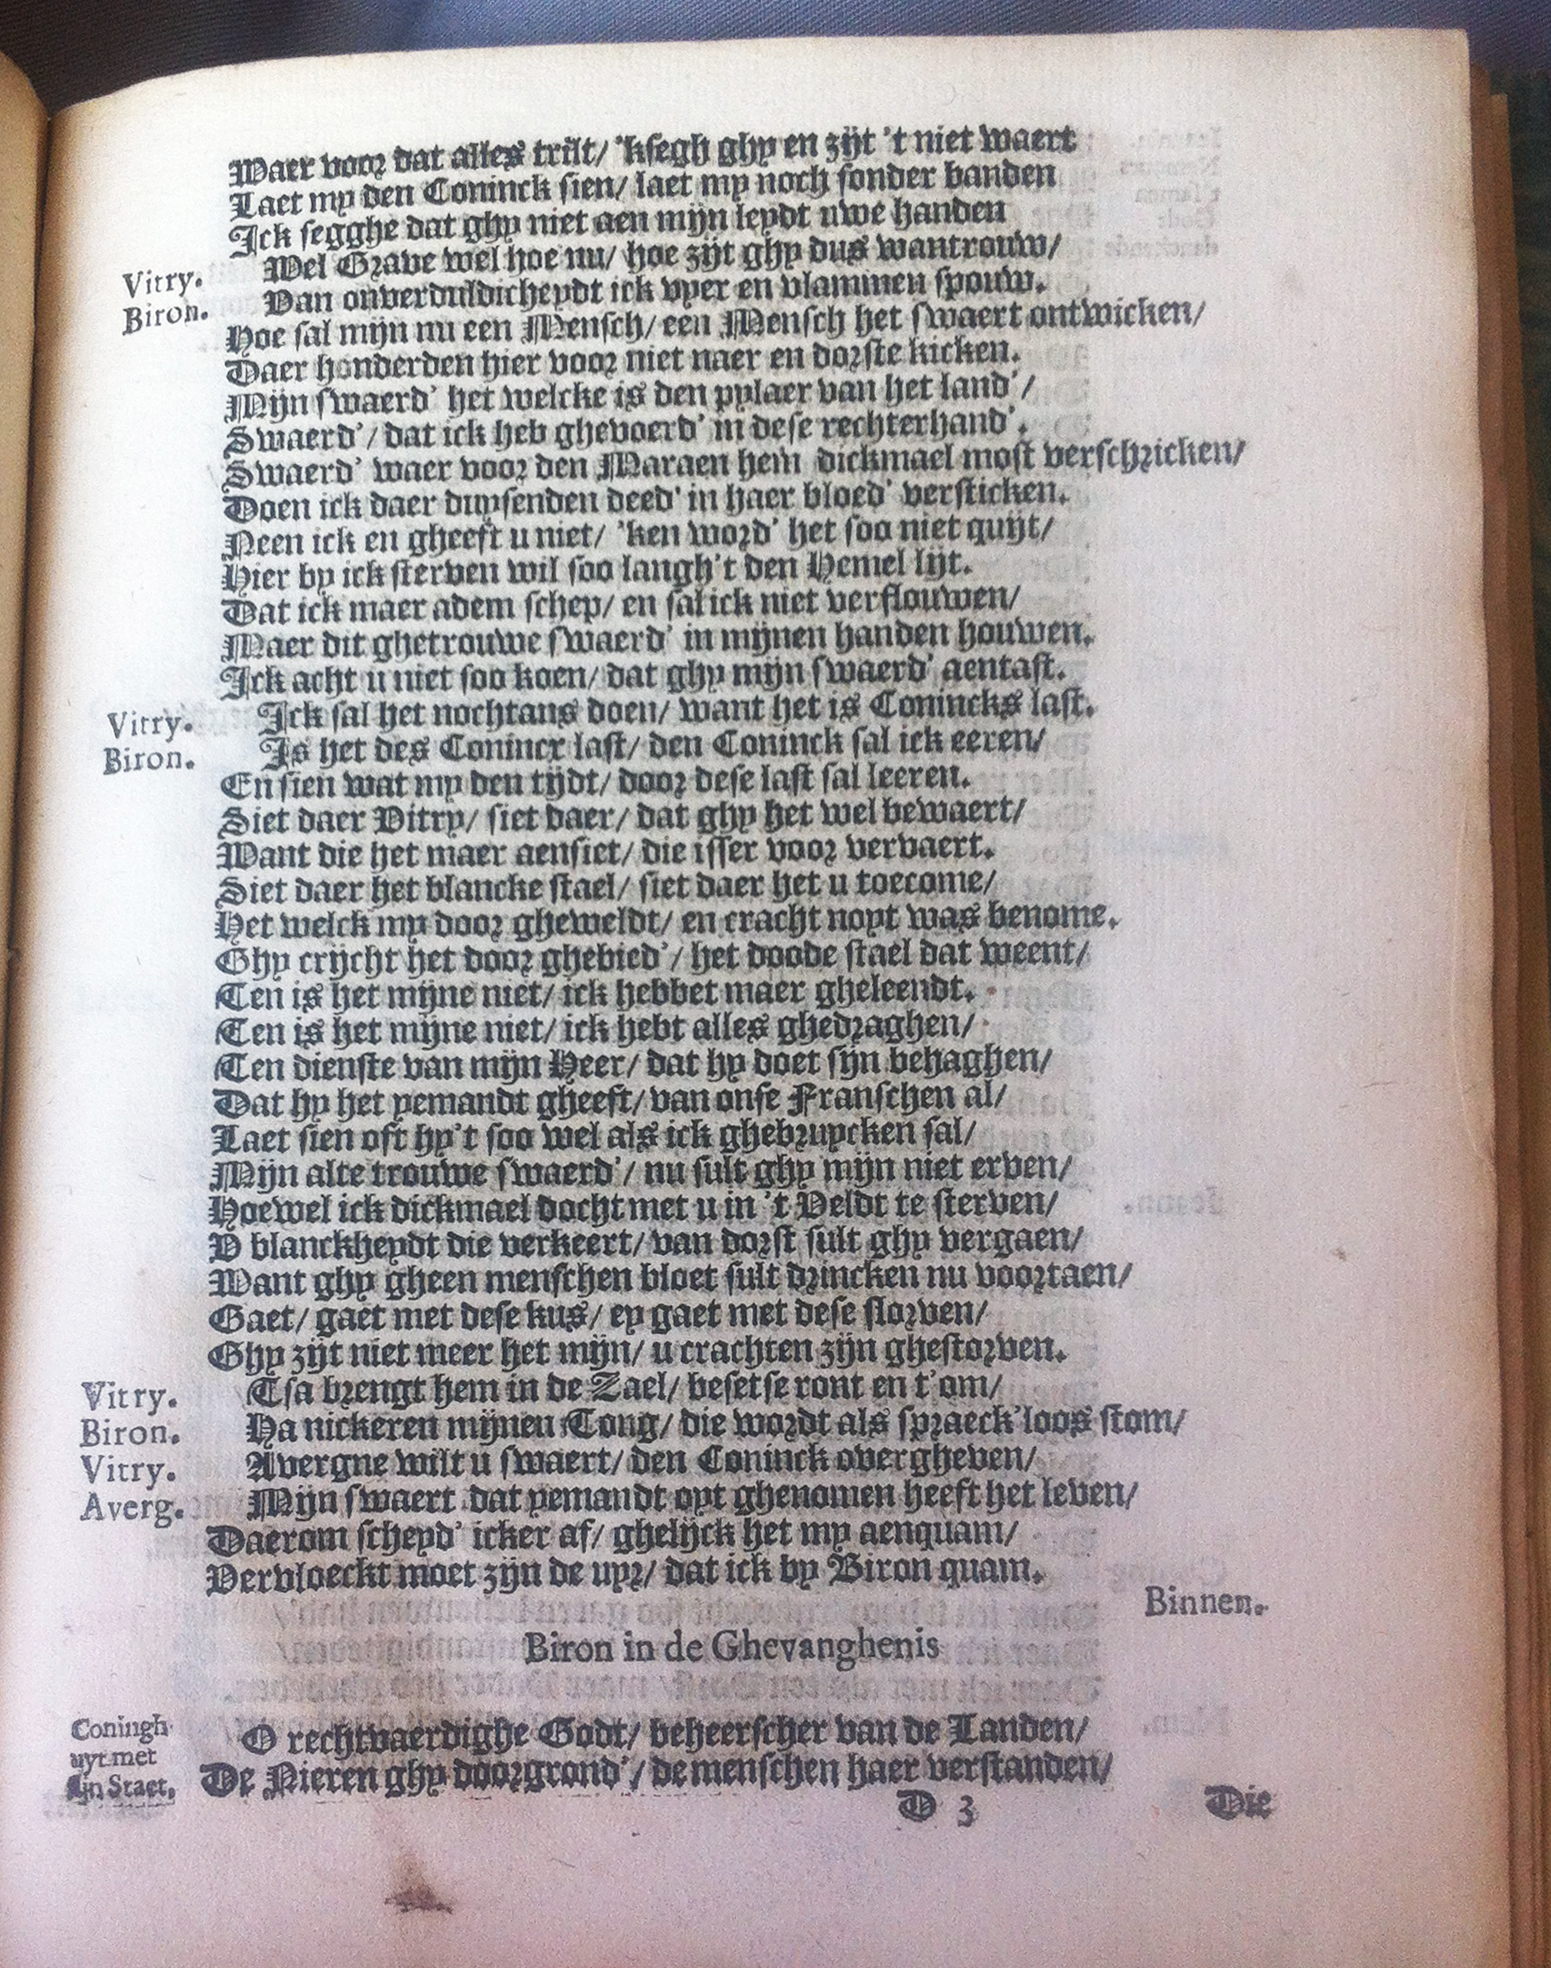 Waer voor dat alles trilt/ 'ksegh ghy en zijt 't niet waert
Laet my den Coninck sien/ laet my noch sonder banden
Ick segghe dat ghy niet aen mijn leydt uwe handen
Vitry. Wel Grave wel hoe nu/ hoe zijt ghy dus wantrouw/
Biron. Van onverduldicheydt ick vyer en vlammen spouw.
Hoe sal mijn nu een Mensch/ een Mensch het swaert ontwicken/
Daer honderden hier voor niet naer en dorste kicken.
Mijn swaerd' het welcke is den pylaer van het land'/
Swaerd'/ dat ick heb ghevoerd' in dese rechterhand'.
Swaerd' waer voor den Maraen hem dickmael most verschricken/
Doen ick daer duysenden deed' in haer bloed' versticken.
Neen ick en gheeft u niet/ 'ken word' het soo niet quijt/
Hier by ick sterven wil soo langh't den Hemel lijt.
Dat ick maer adem schep/ en sal ick niet verflouwen/
Maer dit ghetrouwe swaerd' in mijnen handen houwen.
Ick acht u niet soo koen/ dat ghy mijn swaerd' aentast.
Vitry. Ick sal het nochtans doen/ want het is Conincks last.
Biron. Is het des Conincx last/ den Coninck sal ick eeren/
En sien wat my den tijdt/ door dese last sal leeren.
Siet daer Vitry/ siet daer/ dat ghy het wel bewaert/
Want die het maer aensiet/ die isser voor vervaert.
Siet daer het blancke stael/ siet daer het u toecome/
Het welck my door gheweldt/ en cracht noyt was benome.
Ghy crijcht het door ghebied'/ het doode stael dat weent/
Ten is het mijne niet/ ick hebbet maer gheleendt.
Ten is het mijne niet/ ick hebt alles ghedraghen/
Ten dienste van mijn Heer/ dat hy doet sijn behaghen/
Dat hy het yemandt gheeft/ van onse Franschen al/
Laet sien oft hy't soo wel als ick ghebruycken sal/
Mijn alte trouwe swaerd'/ nu sult ghy mijn niet erven/
Hoewel ick dickmael docht met u in 't Veldt te sterven/
O blanckheydt die verkeert/ van dorst sult ghy vergaen/
Want ghy gheen menschen bloet sult drincken nu voortaen/
Gaet/ gaet met dese kus/ ey gaet met dese slorven/
Ghy zijt niet meer het mijn/ u crachten zijn ghestorven.
Vitry. Tsa brengt hem in de Zael/ besetse ront en t'om/
Biron. Ha nickeren mijnen Tong/ die wordt als spraeck'loos stom/
Vitry. Avergne wilt u swaert/ den Coninck overgheven/
Averg. Mijn swaert dat yemandt oyt ghenomen heeft het leven/
Daerom scheyd' icker af/ ghelijck het my aenquam/
Vervloeckt moet zijn de uyr/ dat ick by Biron quam.
Binnen.
Biron in de Ghevanghenis
Coningh uyt met sijn Staet. O rechtvaerdighe Godt/ beheerscher van de Landen/
De Nieren ghy doorgrond'/ de menschen haer verstanden/
D 3 Die